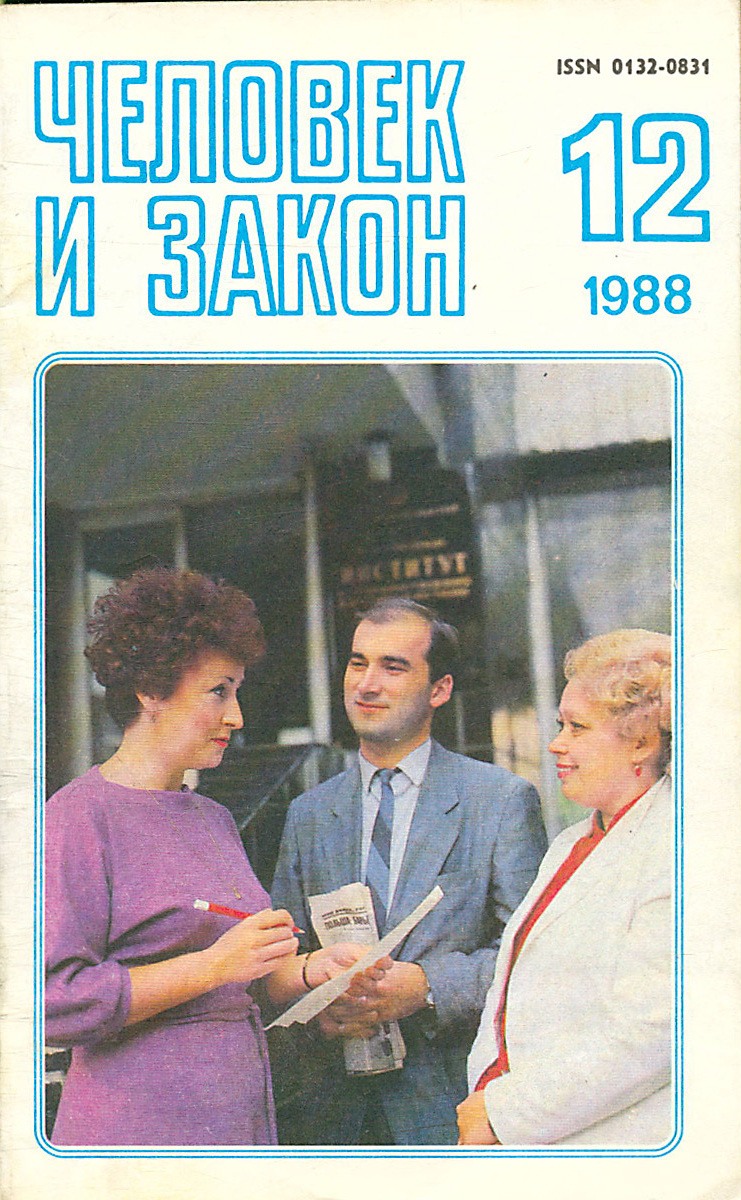 ЧЕЛОВЕК
И ЗАКОН
ISSN 0132-0831
12
1988
ИНСТИТУТ